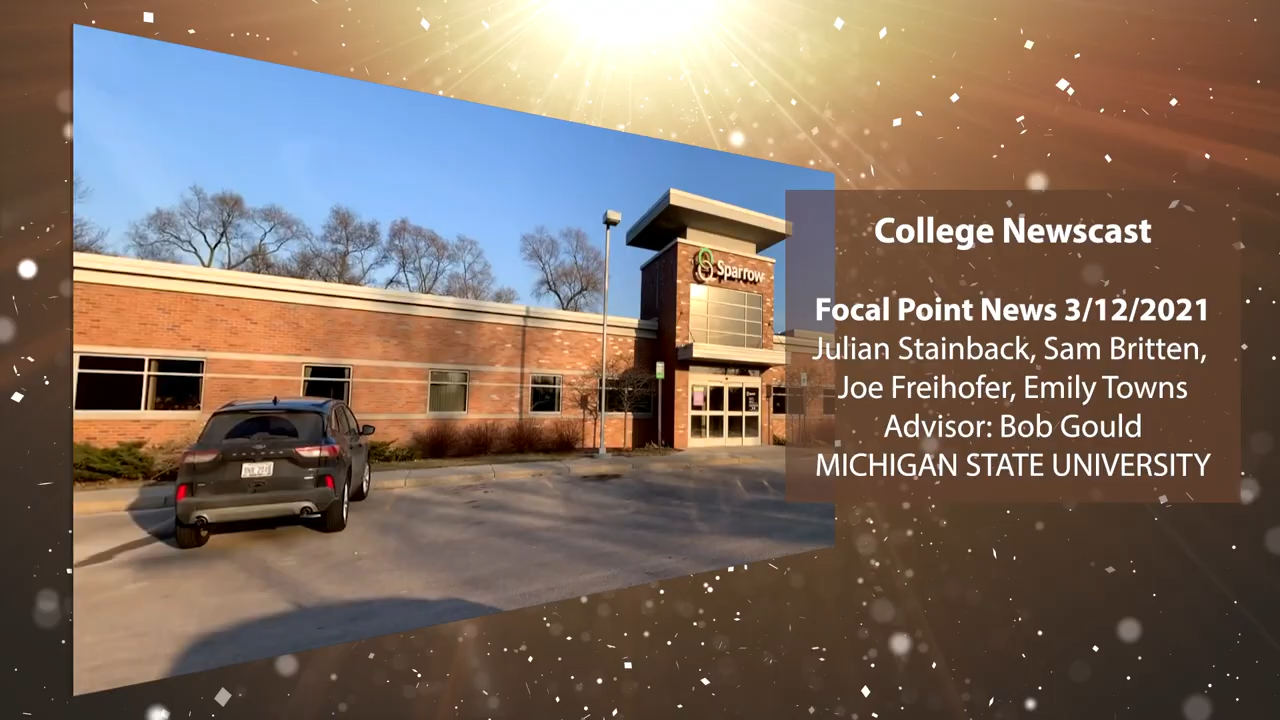 Sparrow
College Newscast
Focal Point News 3/12/2021
Julian Stainback, Sam Britten,
Joe Freihofer, Emily Towns
Advisor: Bob Gould
MICHIGAN STATE UNIVERSITY